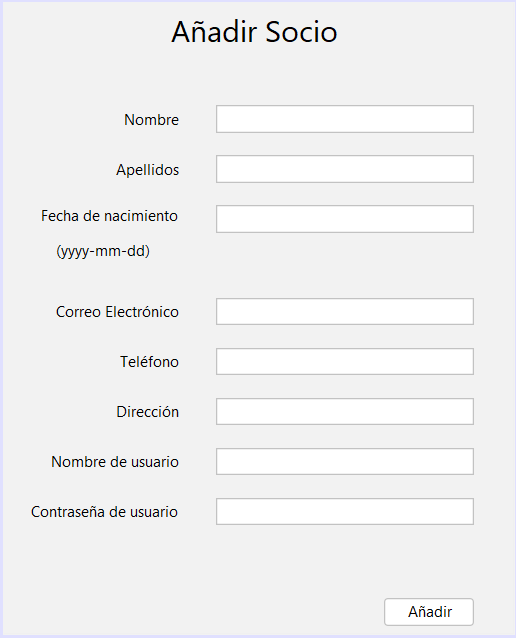 Añadir Socio
Nombre
Apellidos
Fecha de nacimiento
(yyyy-mm-dd)
Correo Electrónico
Teléfono
Dirección
Nombre de usuario
Contraseña de usuario
Añadir